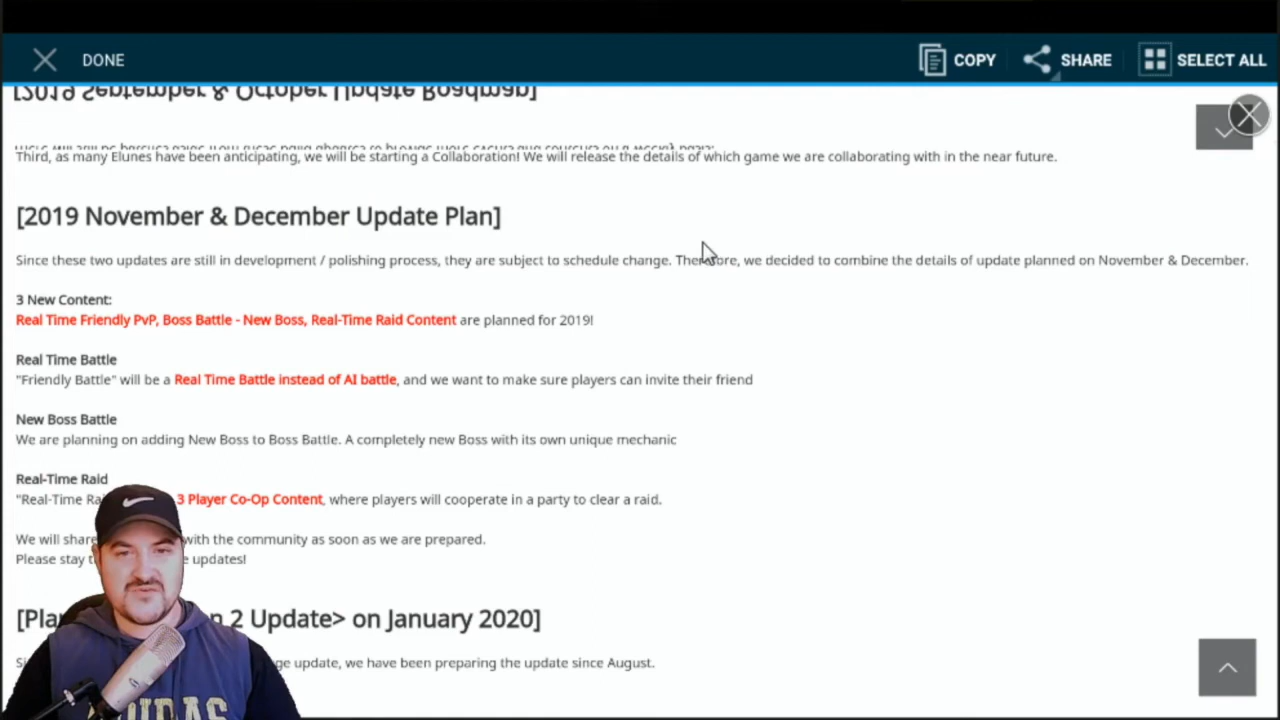 DONE
COPY
SHARE
SELECT ALL
[2019 September & October Update Roadmap]
Third, as many Elunes have been anticipating, we will be starting a Collaboration! We will release the details of which game we are collaborating with in the near future.
[2019 November & December Update Plan]
Since these two updates are still in development / polishing process, they are subject to schedule change. Therefore, we decided to combine the details of update planned on November & December.
3 New Content:
Real Time Friendly PvP, Boss Battle - New Boss, Real-Time Raid Content are planned for 2019!
Real Time Battle
"Friendly Battle" will be a Real Time Battle instead of AI battle, and we want to make sure players can invite their friend
New Boss Battle
We are planning on adding New Boss to Boss Battle. A completely new Boss with its own unique mechanic
Real-Time Raid
"Real-Time 3 Player Co-Op Content, where players will cooperate in a party to clear a raid.
We will share with the community as soon as we are prepared.
Please stay updates!
2 Update> on January 2020]
update, we have been preparing the update since August.